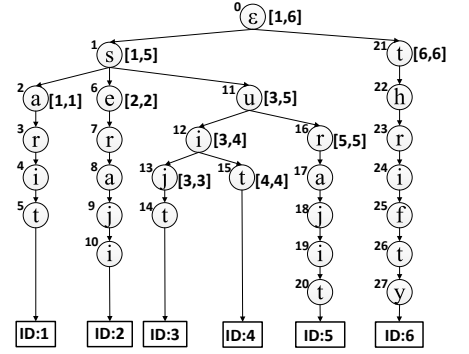 0 ε [1,6]
1 s [1,5] 21 t [6,6]
2 a [1,1] 6 e [2,2] 11 u [3,5] 22 h
3 r 7 r 12 i [3,4] 16 r [5,5] 23 r
4 i 8 a 13 j [3,3] 15 t [4,4] 17 a 24 i
5 t 9 j 14 t 18 j 25 f
10 i 19 i 26 t
20 t 27 y
ID:1 ID:2 ID:3 ID:4 ID:5 ID:6